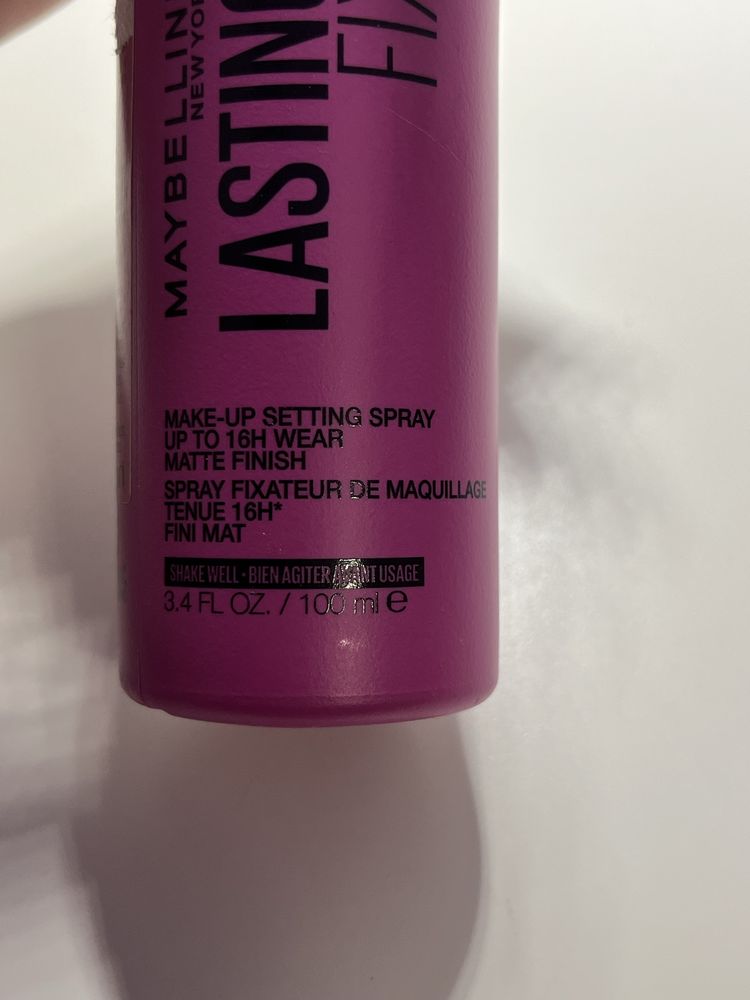 MAYBELLINE
NEW YORK
LASTING
FIX
MAKE-UP SETTING SPRAY
UP TO 16H WEAR
MATTE FINISH
SPRAY FIXATEUR DE MAQUILLAGE
TENUE 16H*
FINI MAT
SHAKE WELL • BIEN AGITER AVANT USAGE
3.4 FL OZ. / 100 ml e